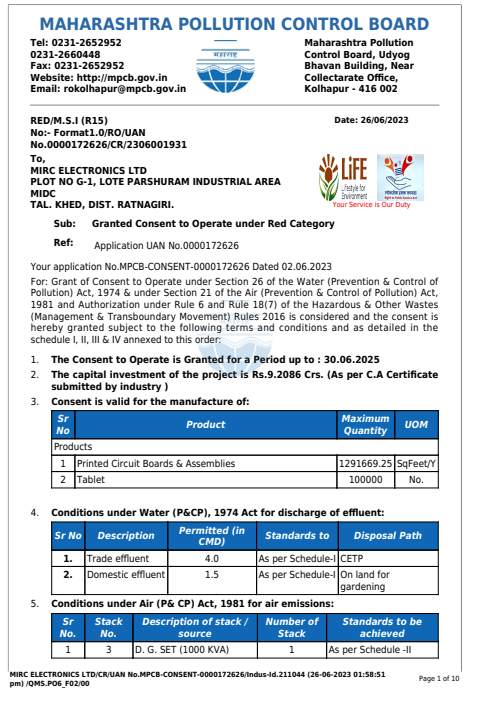 MAHARASHTRA POLLUTION CONTROL BOARD
Tel: 0231-2652952
0231-2660448
Fax: 0231-2652952
Website: http://mpcb.gov.in
Email: rokolhapur@mpcb.gov.in
महाराष्ट्र
Maharashtra Pollution
Control Board, Udyog
Bhavan Building, Near
Collectarate Office,
Kolhapur - 416 002
RED/M.S.I (R15)
No:- Format1.0/RO/UAN
No.0000172626/CR/2306001931
Date: 26/06/2023
To,
MIRC ELECTRONICS LTD
PLOT NO G-1, LOTE PARSHURAM INDUSTRIAL AREA
MIDC
TAL. KHED, DIST. RATNAGIRI.
LiFE
Lifestyle for
Environment
Your Service is Our Duty
Sub: Granted Consent to Operate under Red Category
Ref: Application UAN No.0000172626
Your application No.MPCB-CONSENT-0000172626 Dated 02.06.2023
For: Grant of Consent to Operate under Section 26 of the Water (Prevention & Control of
Pollution) Act, 1974 & under Section 21 of the Air (Prevention & Control of Pollution) Act,
1981 and Authorization under Rule 6 and Rule 18(7) of the Hazardous & Other Wastes
(Management & Transboundary Movement) Rules 2016 is considered and the consent is
hereby granted subject to the following terms and conditions and as detailed in the
schedule I, II, III & IV annexed to this order:
1. The Consent to Operate is Granted for a Period up to : 30.06.2025
2. The capital investment of the project is Rs.9.2086 Crs. (As per C.A Certificate
submitted by industry )
3. Consent is valid for the manufacture of:
Sr No Product Maximum Quantity UOM
Products
1 Printed Circuit Boards & Assemblies 1291669.25 SqFeet/Y
2 Tablet 100000 No.
4. Conditions under Water (P&CP), 1974 Act for discharge of effluent:
Sr No Description Permitted (in CMD) Standards to Disposal Path
1. Trade effluent 4.0 As per Schedule-I CETP
2. Domestic effluent 1.5 As per Schedule-I On land for
gardening
5. Conditions under Air (P& CP) Act, 1981 for air emissions:
Sr No. Stack No. Description of stack / source Number of Stack Standards to be achieved
1 3 D. G. SET (1000 KVA) 1 As per Schedule -II
MIRC ELECTRONICS LTD/CR/UAN No.MPCB-CONSENT-0000172626/Indus-Id.211044 (26-06-2023 01:58:51
pm) /QMS.PO6_F02/00
Page 1 of 10